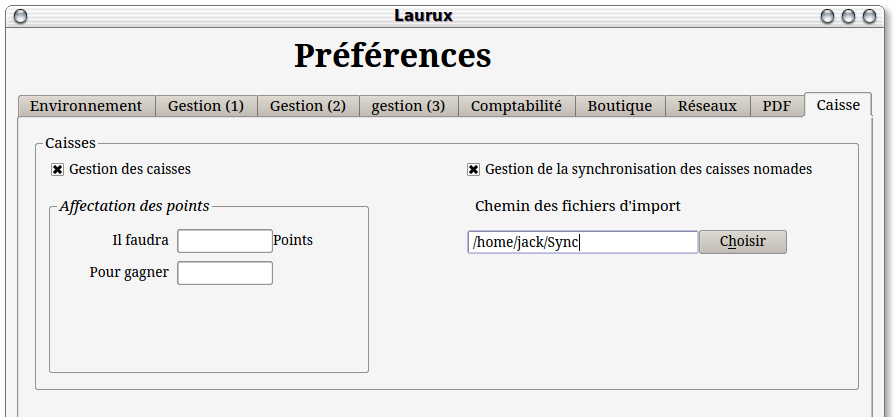 Laurux
Préférences
Environnement Gestion (1) Gestion (2) gestion (3) Comptabilité Boutique Réseaux PDF Caisse
Caisses
Gestion des caisses
Gestion de la synchronisation des caisses nomades
Affectation des points
Chemin des fichiers d'import
Il faudra Points
/home/jack/Sync Choisir
Pour gagner